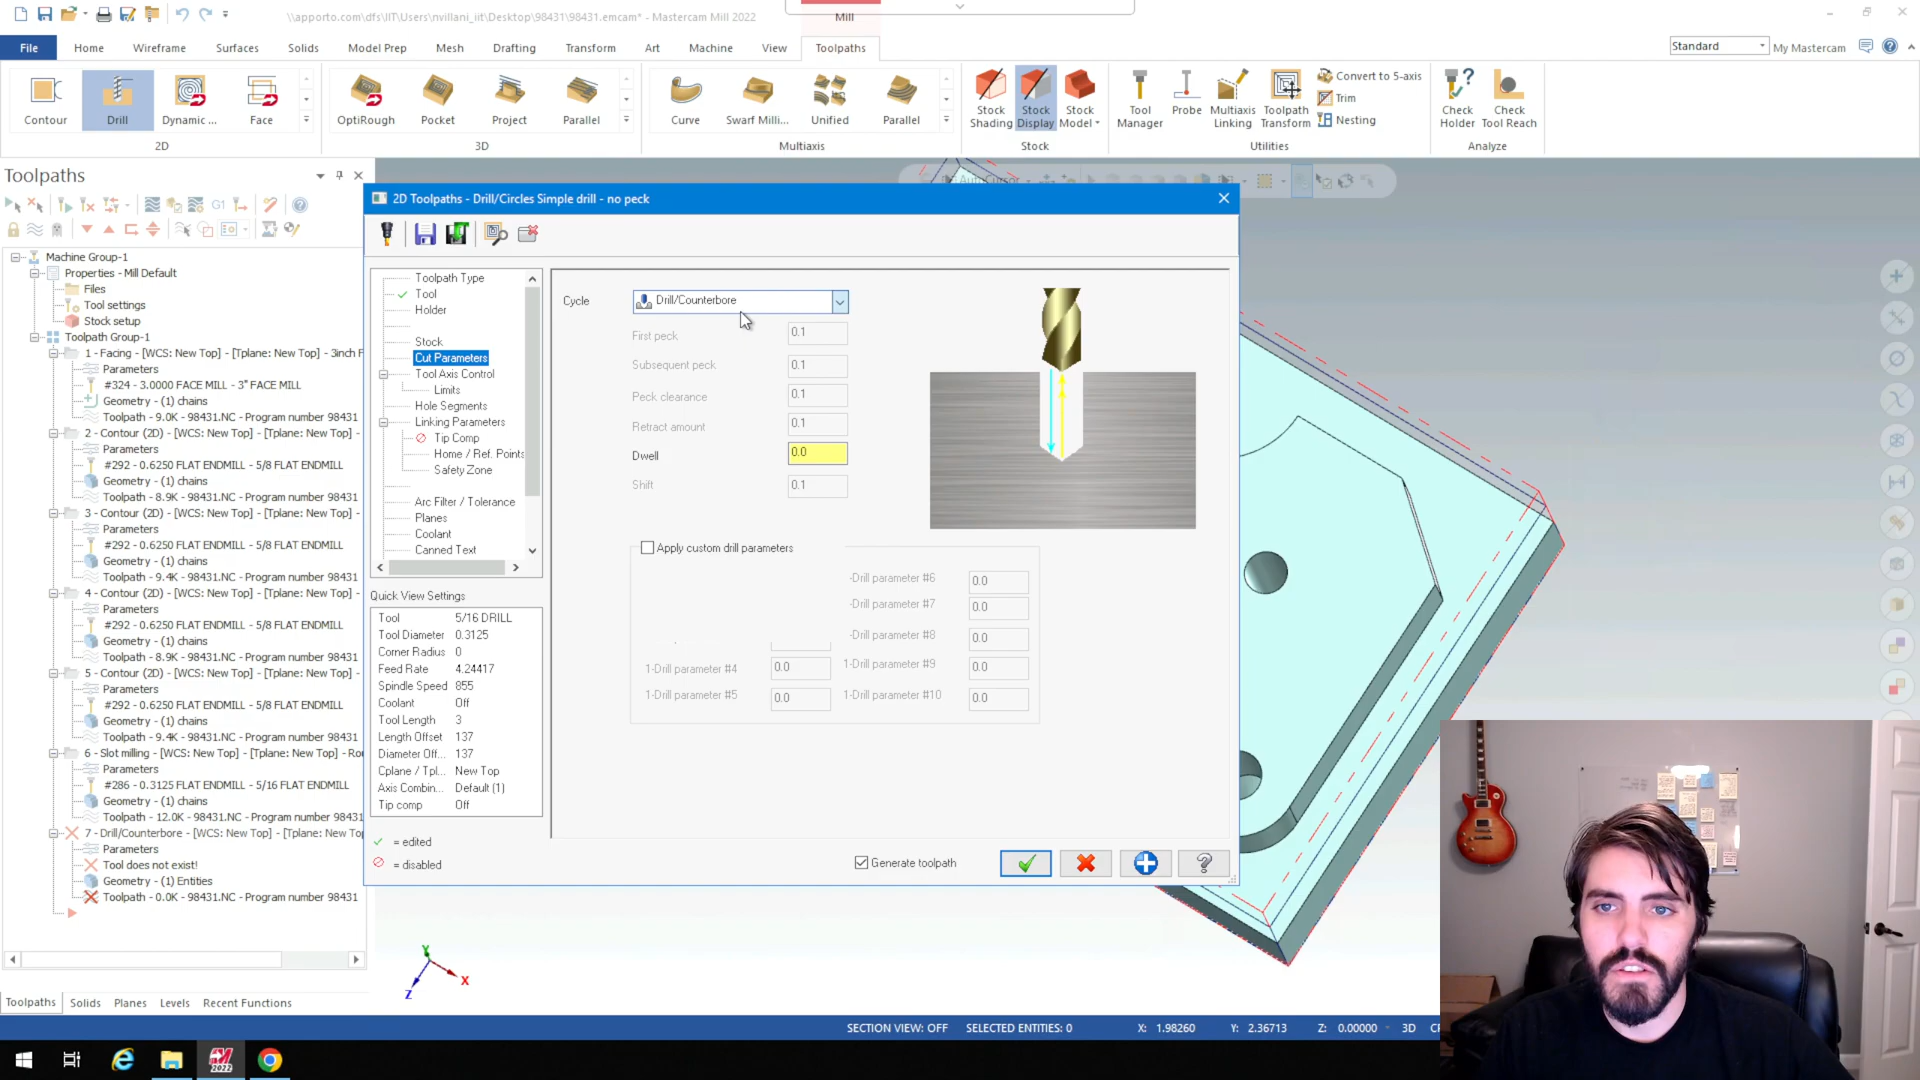 \\apporto.com\dfs\IIT\Users\nvillani_iit\Desktop\98431\98431.emcam* - Mastercam Mill 2022
Mill
File Home Wireframe Surfaces Solids Model Prep Mesh Drafting Transform Art Machine View Toolpaths
Standard My Mastercam
Contour Drill Dynamic ... Face
OptiRough Pocket Project Parallel
Curve Swarf Milli... Unified Parallel
Stock Shading Stock Display Stock Model
Tool Manager Probe Multiaxis Linking Toolpath Transform
Convert to 5-axis
Trim
Nesting
Check Holder Check Tool Reach
2D 3D Multiaxis Stock Utilities Analyze
Toolpaths
G1
Machine Group-1
Properties - Mill Default
Files
Tool settings
Stock setup
Toolpath Group-1
1 - Facing - [WCS: New Top] - [Tplane: New Top] - 3inch F
Parameters
#324 - 3.0000 FACE MILL - 3" FACE MILL
Geometry - (1) chains
Toolpath - 9.0K - 98431.NC - Program number 98431
2 - Contour (2D) - [WCS: New Top] - [Tplane: New Top] -
Parameters
#292 - 0.6250 FLAT ENDMILL - 5/8 FLAT ENDMILL
Geometry - (1) chains
Toolpath - 8.9K - 98431.NC - Program number 98431
3 - Contour (2D) - [WCS: New Top] - [Tplane: New Top] -
Parameters
#292 - 0.6250 FLAT ENDMILL - 5/8 FLAT ENDMILL
Geometry - (1) chains
Toolpath - 9.4K - 98431.NC - Program number 98431
4 - Contour (2D) - [WCS: New Top] - [Tplane: New Top] -
Parameters
#292 - 0.6250 FLAT ENDMILL - 5/8 FLAT ENDMILL
Geometry - (1) chains
Toolpath - 8.9K - 98431.NC - Program number 98431
5 - Contour (2D) - [WCS: New Top] - [Tplane: New Top] -
Parameters
#292 - 0.6250 FLAT ENDMILL - 5/8 FLAT ENDMILL
Geometry - (1) chains
Toolpath - 9.4K - 98431.NC - Program number 98431
6 - Slot milling - [WCS: New Top] - [Tplane: New Top] - Ro
Parameters
#286 - 0.3125 FLAT ENDMILL - 5/16 FLAT ENDMILL
Geometry - (1) chains
Toolpath - 12.0K - 98431.NC - Program number 98431
7 - Drill/Counterbore - [WCS: New Top] - [Tplane: New To
Parameters
Tool does not exist!
Geometry - (1) Entities
Toolpath - 0.0K - 98431.NC - Program number 98431
Toolpaths Solids Planes Levels Recent Functions
2D Toolpaths - Drill/Circles Simple drill - no peck
Toolpath Type
Tool
Holder
Stock
Cut Parameters
Tool Axis Control
Limits
Hole Segments
Linking Parameters
Tip Comp
Home / Ref. Points
Safety Zone
Arc Filter / Tolerance
Planes
Coolant
Canned Text
Quick View Settings
Tool 5/16 DRILL
Tool Diameter 0.3125
Corner Radius 0
Feed Rate 4.24417
Spindle Speed 855
Coolant Off
Tool Length 3
Length Offset 137
Diameter Off... 137
Cplane / Tpl... New Top
Axis Combin... Default (1)
Tip comp Off
= edited
= disabled
Cycle Drill/Counterbore
First peck 0.1
Subsequent peck 0.1
Peck clearance 0.1
Retract amount 0.1
Dwell 0.0
Shift 0.1
Apply custom drill parameters
-Drill parameter #6 0.0
-Drill parameter #7 0.0
-Drill parameter #8 0.0
1-Drill parameter #4 0.0 1-Drill parameter #9 0.0
1-Drill parameter #5 0.0 1-Drill parameter #10 0.0
Generate toolpath
AutoCursor
Y
X
Z
SECTION VIEW: OFF SELECTED ENTITIES: 0 X: 1.98260 Y: 2.36713 Z: 0.00000 3D
2022